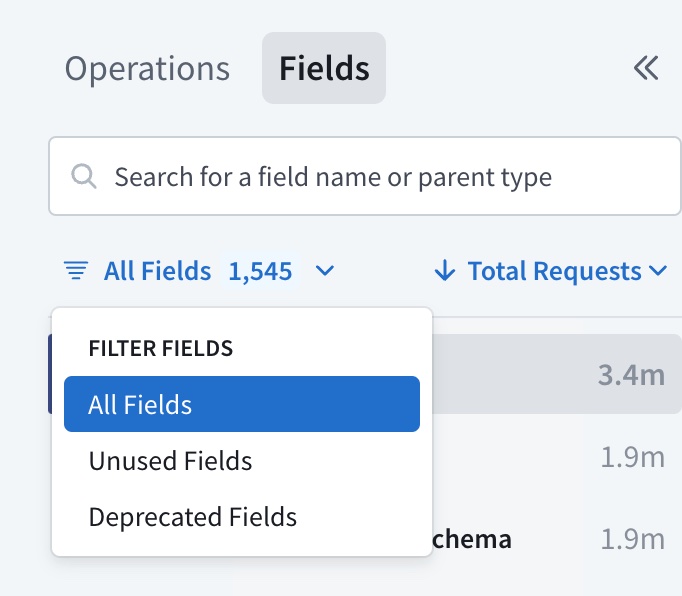 Operations Fields
Search for a field name or parent type
All Fields 1,545 Total Requests
FILTER FIELDS
3.4m
All Fields
Unused Fields 1.9m
Deprecated Fields
chema 1.9m